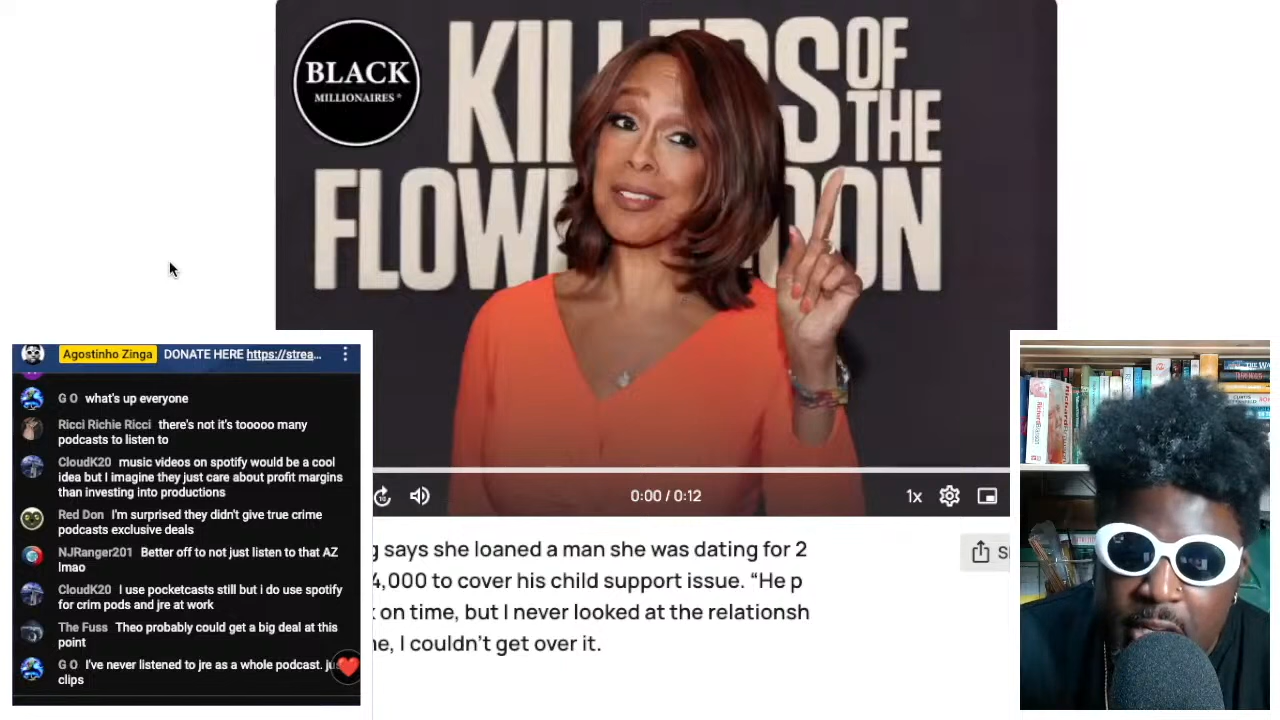 BLACK
MILLIONAIRES
KILLERS
OF
THE
FLOWE
OON
Agostinho Zinga DONATE HERE https://strea...
G O what's up everyone
Ricci Richie Ricci there's not it's tooooo many
podcasts to listen to
CloudK20 music videos on spotify would be a cool
idea but I imagine they just care about profit margins
than investing into productions
Red Don I'm surprised they didn't give true crime
podcasts exclusive deals
NJRanger201 Better off to not just listen to that AZ
lmao
CloudK20 I use pocketcasts still but i do use spotify
for crim pods and jre at work
The Fuss Theo probably could get a big deal at this
point
G O I've never listened to jre as a whole podcast. ju
clips
0:00 / 0:12
1x
g says she loaned a man she was dating for 2
4,000 to cover his child support issue. “He p
on time, but I never looked at the relationsh
ne, I couldn't get over it.
S